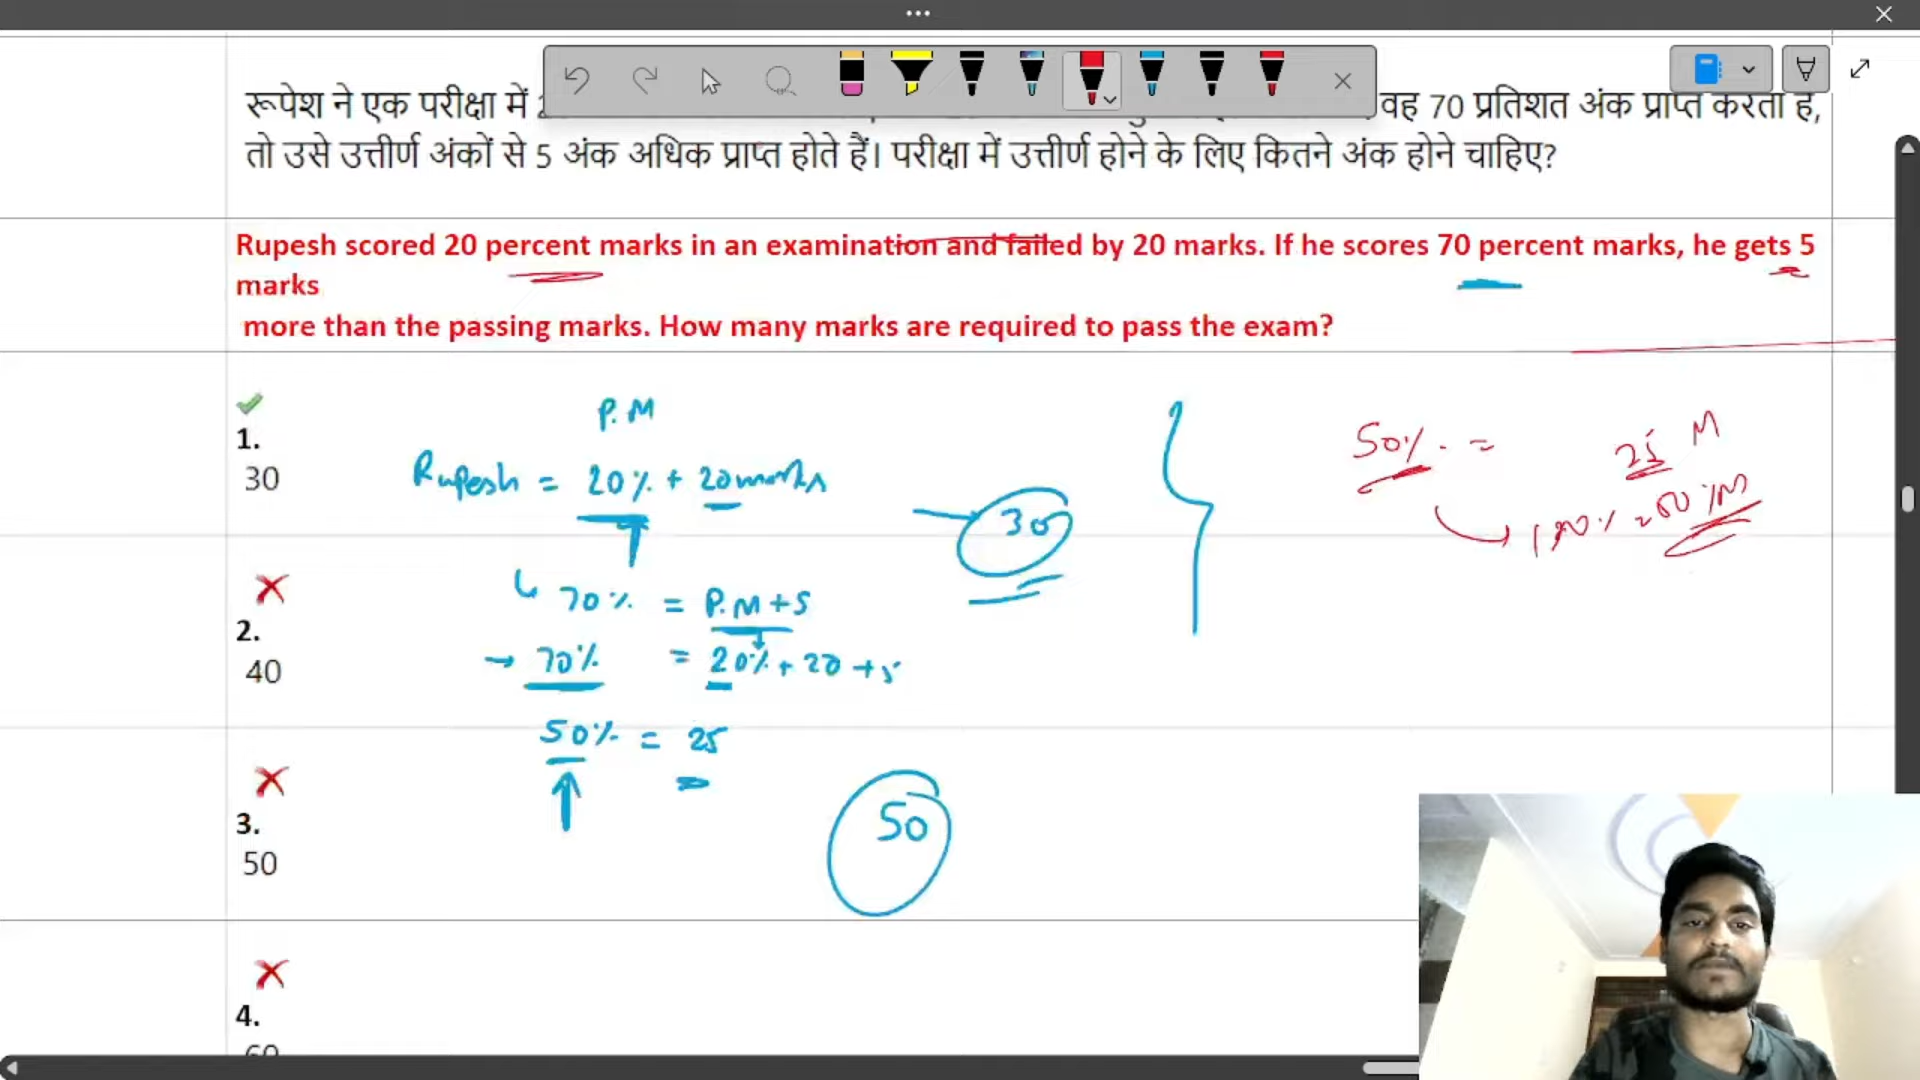 रूपेश ने एक परीक्षा में वह 70 प्रतिशत अंक प्राप्त करता है,
तो उसे उत्तीर्ण अंकों से 5 अंक अधिक प्राप्त होते हैं। परीक्षा में उत्तीर्ण होने के लिए कितने अंक होने चाहिए?
Rupesh scored 20 percent marks in an examination and failed by 20 marks. If he scores 70 percent marks, he gets 5
marks
more than the passing marks. How many marks are required to pass the exam?
1.
30
2.
40
3.
50
4.
P.M
Rupesh = 20% + 20 marks
30
70% = P.M+5
70% = 20% + 20 + 5
50% = 25
50
50% = 25 M
100% =